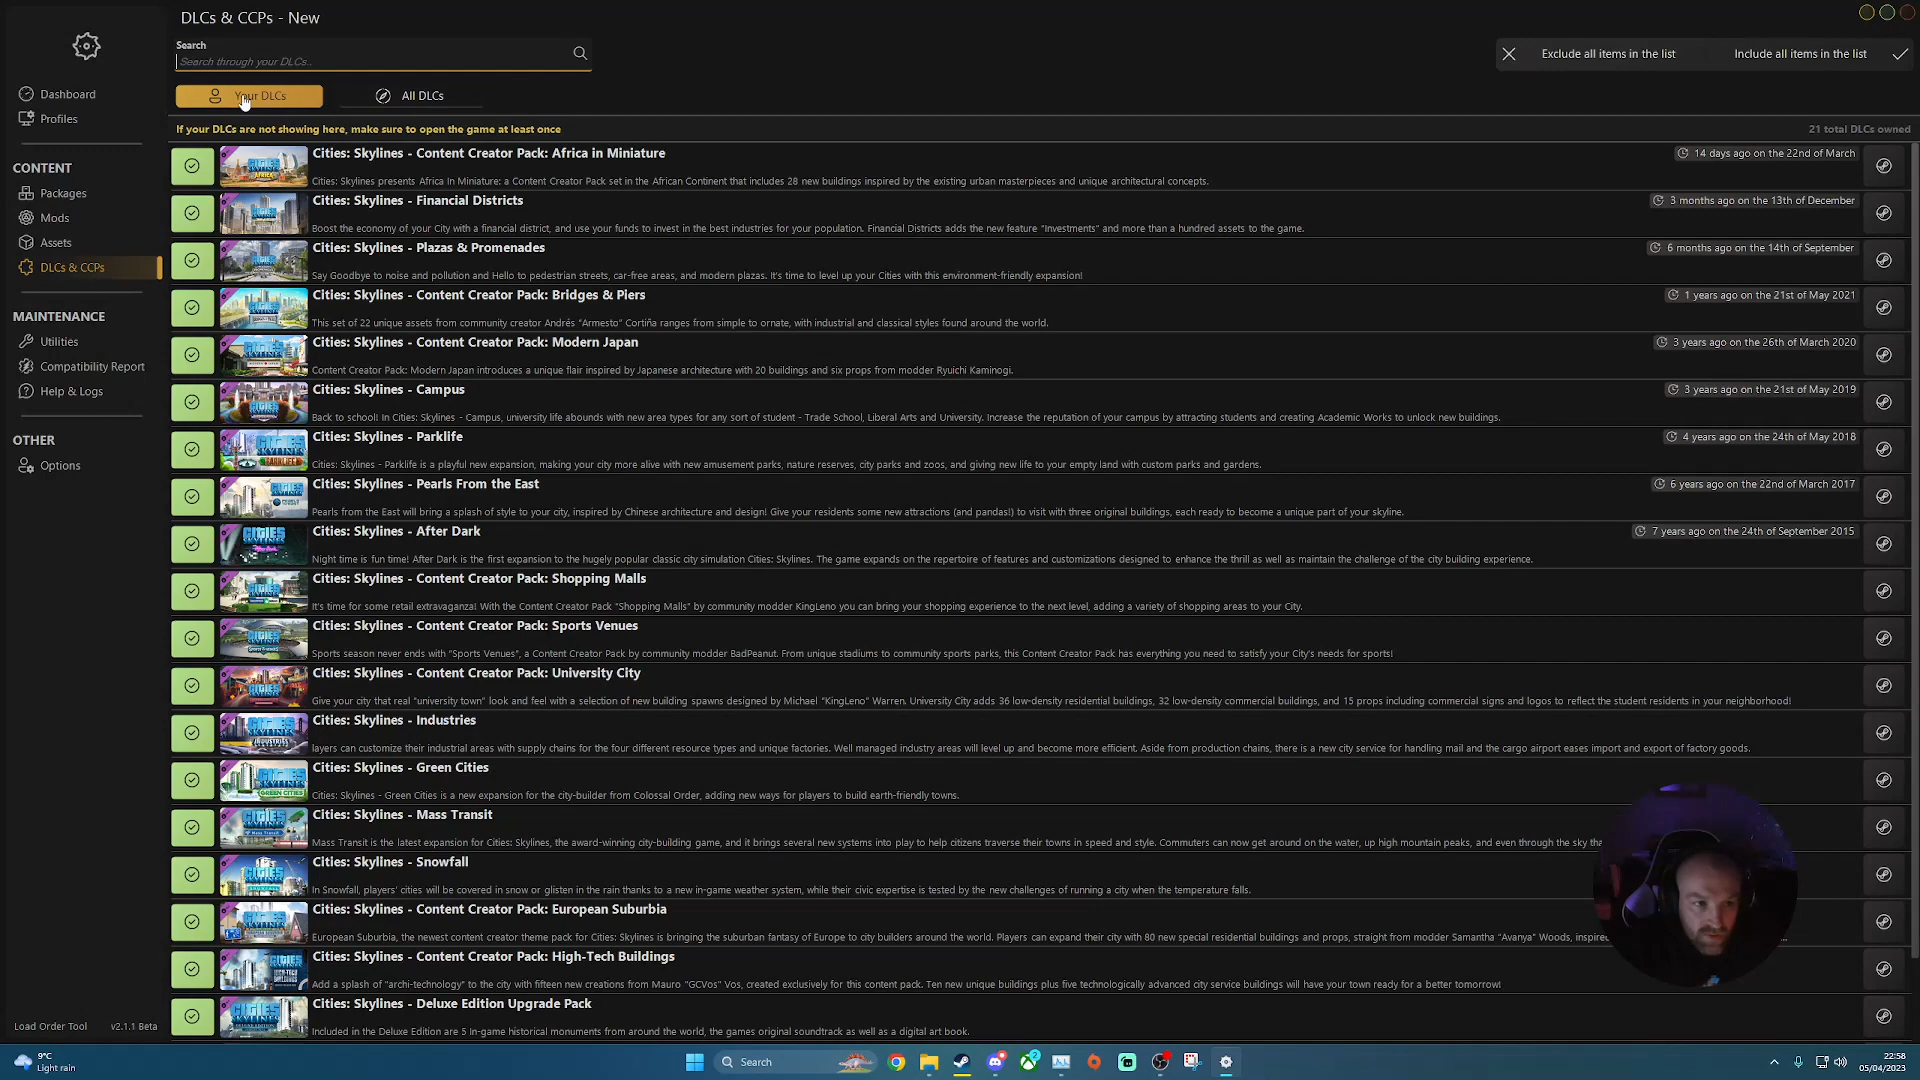 DLCs & CCPs - New
Search
Search through your DLCs..
Exclude all items in the list
Include all items in the list
Your DLCs
All DLCs
If your DLCs are not showing here, make sure to open the game at least once
21 total DLCs owned
Dashboard
Profiles
CONTENT
Packages
Mods
Assets
DLCs & CCPs
MAINTENANCE
Utilities
Compatibility Report
Help & Logs
OTHER
Options
Load Order Tool
v2.1.1 Beta
Cities: Skylines - Content Creator Pack: Africa in Miniature
14 days ago on the 22nd of March
Cities: Skylines presents Africa In Miniature: a Content Creator Pack set in the African Continent that includes 28 new buildings inspired by the existing urban masterpieces and unique architectural concepts.
Cities: Skylines - Financial Districts
3 months ago on the 13th of December
Boost the economy of your City with a financial district, and use your funds to invest in the best industries for your population. Financial Districts adds the new feature "Investments" and more than a hundred assets to the game.
Cities: Skylines - Plazas & Promenades
6 months ago on the 14th of September
Say Goodbye to noise and pollution and Hello to pedestrian streets, car-free areas, and modern plazas. It's time to level up your Cities with this environment-friendly expansion!
Cities: Skylines - Content Creator Pack: Bridges & Piers
1 years ago on the 21st of May 2021
This set of 22 unique assets from community creator Andrés "Armesto" Cortiña ranges from simple to ornate, with industrial and classical styles found around the world.
Cities: Skylines - Content Creator Pack: Modern Japan
3 years ago on the 26th of March 2020
Content Creator Pack: Modern Japan introduces a unique flair inspired by Japanese architecture with 20 buildings and six props from modder Ryuichi Kaminogi.
Cities: Skylines - Campus
3 years ago on the 21st of May 2019
Back to school! In Cities: Skylines - Campus, university life abounds with new area types for any sort of student - Trade School, Liberal Arts and University. Increase the reputation of your campus by attracting students and creating Academic Works to unlock new buildings.
Cities: Skylines - Parklife
4 years ago on the 24th of May 2018
Cities: Skylines - Parklife is a playful new expansion, making your city more alive with new amusement parks, nature reserves, city parks and zoos, and giving new life to your empty land with custom parks and gardens.
Cities: Skylines - Pearls From the East
6 years ago on the 22nd of March 2017
Pearls from the East will bring a splash of style to your city, inspired by Chinese architecture and design! Give your residents some new attractions (and pandas!) to visit with three original buildings, each ready to become a unique part of your skyline.
Cities: Skylines - After Dark
7 years ago on the 24th of September 2015
Night time is fun time! After Dark is the first expansion to the hugely popular classic city simulation Cities: Skylines. The game expands on the repertoire of features and customizations designed to enhance the thrill as well as maintain the challenge of the city building experience.
Cities: Skylines - Content Creator Pack: Shopping Malls
It's time for some retail extravaganza! With the Content Creator Pack "Shopping Malls" by community modder KingLeno you can bring your shopping experience to the next level, adding a variety of shopping areas to your City.
Cities: Skylines - Content Creator Pack: Sports Venues
Sports season never ends with "Sports Venues", a Content Creator Pack by community modder BadPeanut. From unique stadiums to community sports parks, this Content Creator Pack has everything you need to satisfy your City's needs for sports!
Cities: Skylines - Content Creator Pack: University City
Give your city that real "university town" look and feel with a selection of new building spawns designed by Michael "KingLeno" Warren. University City adds 36 low-density residential buildings, 32 low-density commercial buildings, and 15 props including commercial signs and logos to reflect the student residents in your neighborhood!
Cities: Skylines - Industries
layers can customize their industrial areas with supply chains for the four different resource types and unique factories. Well managed industry areas will level up and become more efficient. Aside from production chains, there is a new city service for handling mail and the cargo airport eases import and export of factory goods.
Cities: Skylines - Green Cities
Cities: Skylines - Green Cities is a new expansion for the city-builder from Colossal Order, adding new ways for players to build earth-friendly towns.
Cities: Skylines - Mass Transit
Mass Transit is the latest expansion for Cities: Skylines, the award-winning city-building game, and it brings several new systems into play to help citizens traverse their towns in speed and style. Commuters can now get around on the water, up high mountain peaks, and even through the sky tha
Cities: Skylines - Snowfall
In Snowfall, players' cities will be covered in snow or glisten in the rain thanks to a new in-game weather system, while their civic expertise is tested by the new challenges of running a city when the temperature falls.
Cities: Skylines - Content Creator Pack: European Suburbia
European Suburbia, the newest content creator theme pack for Cities: Skylines is bringing the suburban fantasy of Europe to city builders around the world. Players can expand their city with 80 new special residential buildings and props, straight from modder Samantha "Avanya" Woods, inspired
Cities: Skylines - Content Creator Pack: High-Tech Buildings
Add a splash of "archi-technology" to the city with fifteen new creations from Mauro "GCVos" Vos, created exclusively for this content pack. Ten new unique buildings plus five technologically advanced city service buildings will have your town ready for a better tomorrow!
Cities: Skylines - Deluxe Edition Upgrade Pack
Included in the Deluxe Edition are 5 In-game historical monuments from around the world, the games original soundtrack as well as a digital art book.
9°C
Light rain
Search
22:58
05/04/2023